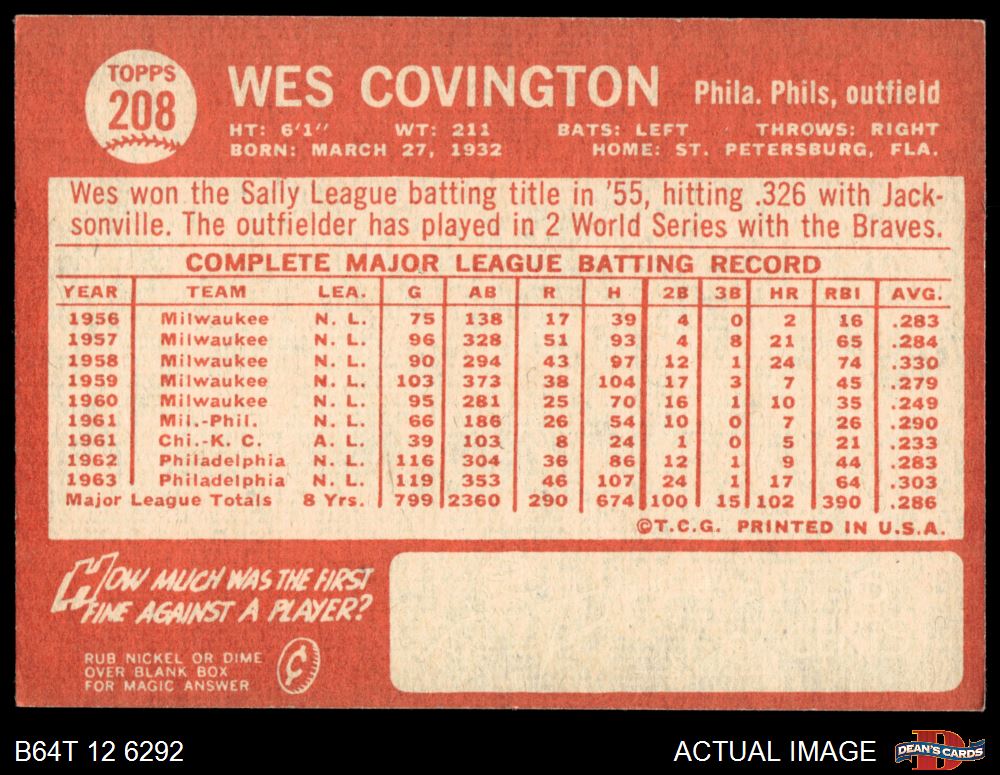 TOPPS
208
WES COVINGTON Phila. Phils, outfield
HT: 6'1" WT: 211 BATS: LEFT THROWS: RIGHT
BORN: MARCH 27, 1932 HOME: ST. PETERSBURG, FLA.
Wes won the Sally League batting title in '55, hitting .326 with Jack-
sonville. The outfielder has played in 2 World Series with the Braves.
COMPLETE MAJOR LEAGUE BATTING RECORD
YEAR TEAM LEA. G AB R H 2B 3B HR RBI AVG.
1956 Milwaukee N. L. 75 138 17 39 4 0 2 16 .283
1957 Milwaukee N. L. 96 328 51 93 4 8 21 65 .284
1958 Milwaukee N. L. 90 294 43 97 12 1 24 74 .330
1959 Milwaukee N. L. 103 373 38 104 17 3 7 45 .279
1960 Milwaukee N. L. 95 281 25 70 16 1 10 35 .249
1961 Mil.-Phil. N. L. 66 186 26 54 10 0 7 26 .290
1961 Chi.-K. C. A. L. 39 103 8 24 1 0 5 21 .233
1962 Philadelphia N. L. 116 304 36 86 12 1 9 44 .283
1963 Philadelphia N. L. 119 353 46 107 24 1 17 64 .303
Major League Totals 8 Yrs. 799 2360 290 674 100 15 102 390 .286
©T.C.G. PRINTED IN U.S.A.
HOW MUCH WAS THE FIRST
FINE AGAINST A PLAYER?
RUB NICKEL OR DIME
OVER BLANK BOX
FOR MAGIC ANSWER
¢
B64T 12 6292 ACTUAL IMAGE
D
DEAN'S CARDS